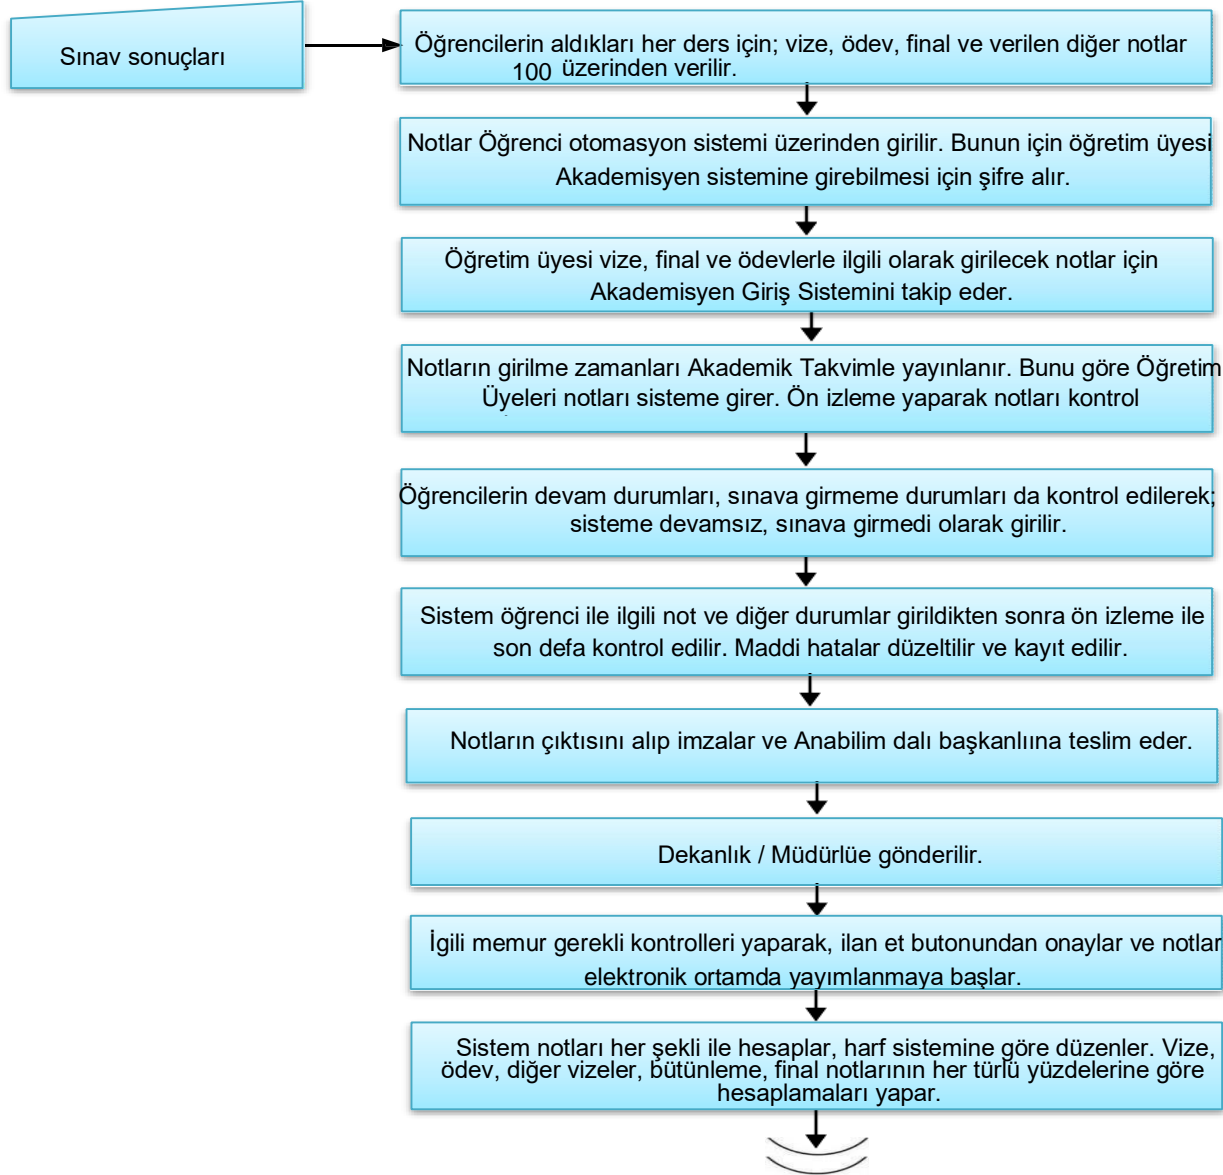 Sınav sonuçları
Öğrencilerin aldıkları her ders için; vize, ödev, final ve verilen diğer notlar
100 üzerinden verilir.
Notlar Öğrenci otomasyon sistemi üzerinden girilir. Bunun için öğretim üyesi
Akademisyen sistemine girebilmesi için şifre alır.
Öğretim üyesi vize, final ve ödevlerle ilgili olarak girilecek notlar için
Akademisyen Giriş Sistemini takip eder.
Notların girilme zamanları Akademik Takvimle yayınlanır. Bunu göre Öğretim
Üyeleri notları sisteme girer. Ön izleme yaparak notları kontrol
Öğrencilerin devam durumları, sınava girmeme durumları da kontrol edilerek;
sisteme devamsız, sınava girmedi olarak girilir.
Sistem öğrenci ile ilgili not ve diğer durumlar girildikten sonra ön izleme ile
son defa kontrol edilir. Maddi hatalar düzeltilir ve kayıt edilir.
Notların çıktısını alıp imzalar ve Anabilim dalı başkanlıına teslim eder.
Dekanlık / Müdürlüe gönderilir.
İgili memur gerekli kontrolleri yaparak, ilan et butonundan onaylar ve notlar
elektronik ortamda yayımlanmaya başlar.
Sistem notları her şekli ile hesaplar, harf sistemine göre düzenler. Vize,
ödev, diğer vizeler, bütünleme, final notlarının her türlü yüzdelerine göre
hesaplamaları yapar.